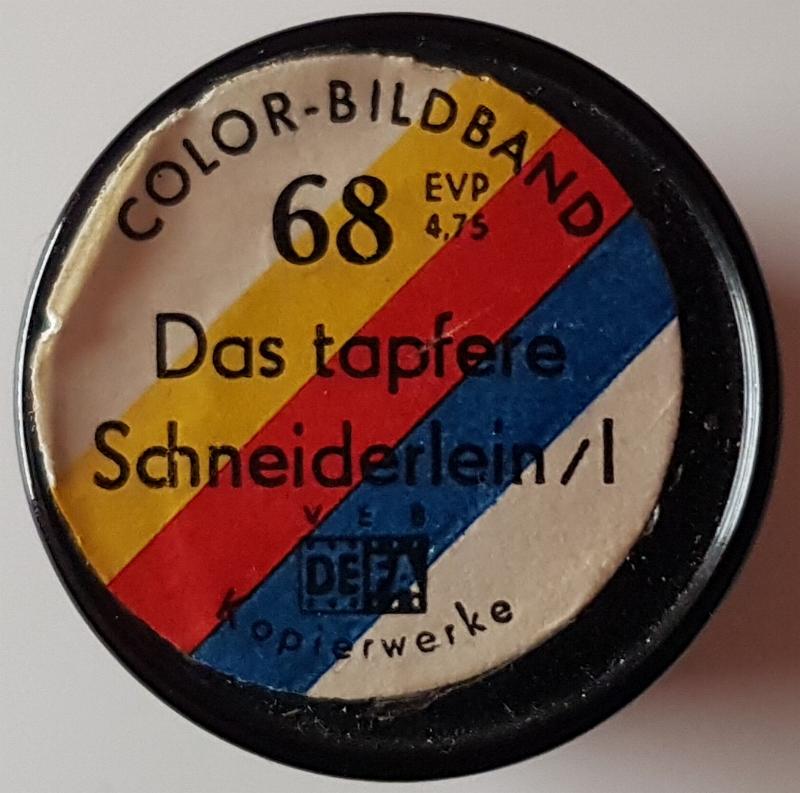 COLOR-BILDBAND
68 EVP
4,75
Das tapfere
Schneiderlein/I
VEB
DEFA
Kopierwerke